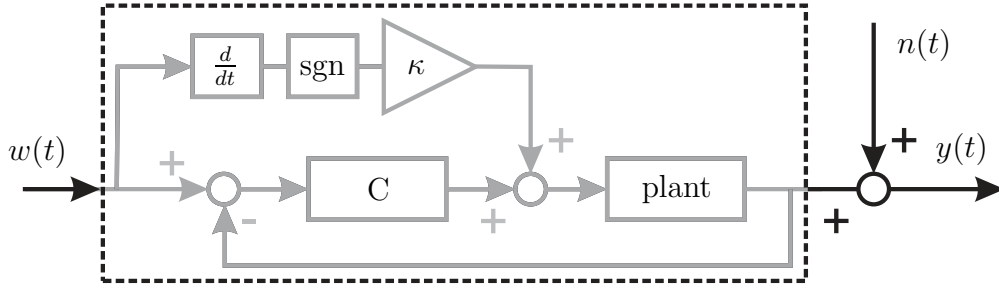 n(t)
d/dt
sgn
κ
+
+
w(t)
+
y(t)
C
plant
-
+
+